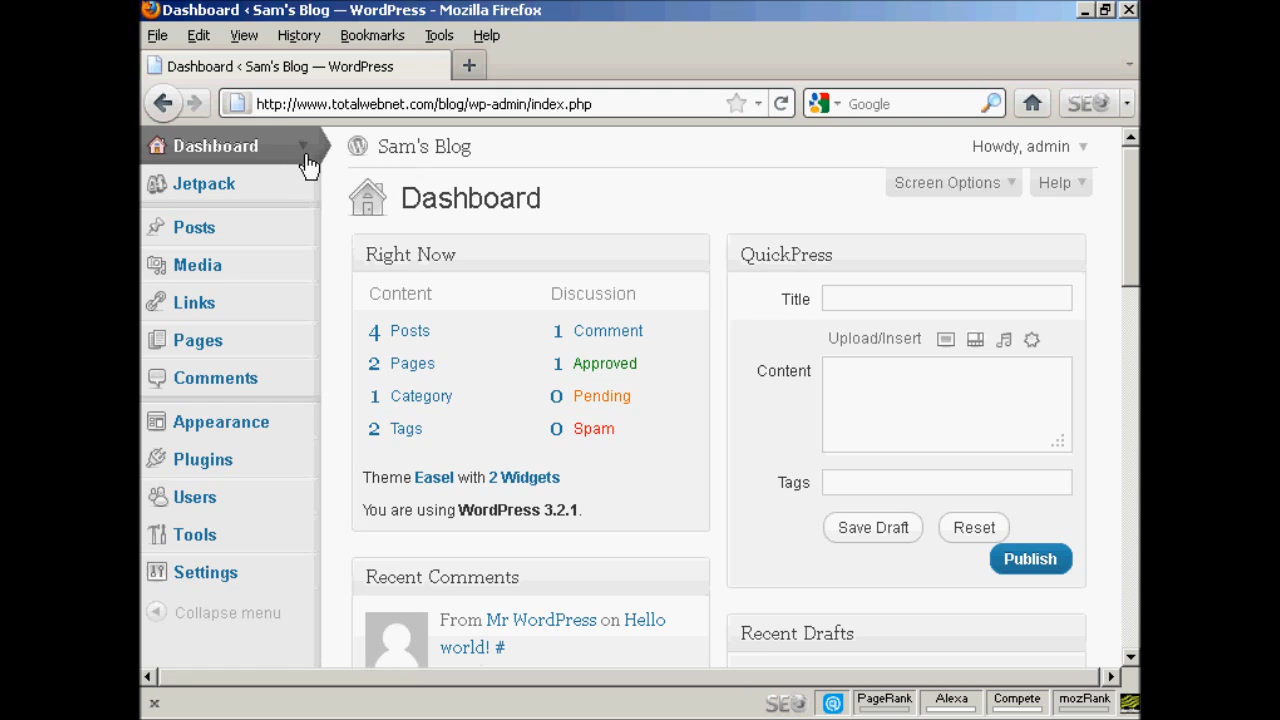 Dashboard ‹ Sam's Blog — WordPress - Mozilla Firefox
File Edit View History Bookmarks Tools Help
Dashboard ‹ Sam's Blog — WordPress
http://www.totalwebnet.com/blog/wp-admin/index.php
Google
SEO
Dashboard
Jetpack
Posts
Media
Links
Pages
Comments
Appearance
Plugins
Users
Tools
Settings
Collapse menu
Sam's Blog
Howdy, admin
Dashboard
Screen Options
Help
Right Now
Content Discussion
4 Posts 1 Comment
2 Pages 1 Approved
1 Category 0 Pending
2 Tags 0 Spam
Theme Easel with 2 Widgets
You are using WordPress 3.2.1.
Recent Comments
From Mr WordPress on Hello
world! #
QuickPress
Title
Upload/Insert
Content
Tags
Save Draft
Reset
Publish
Recent Drafts
SEO PageRank Alexa Compete mozRank